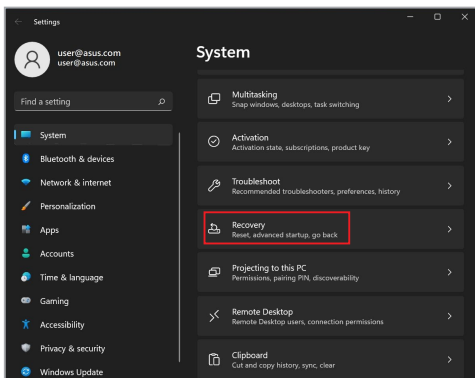 Settings
user@asus.com
user@asus.com
Find a setting
System
Bluetooth & devices
Network & internet
Personalization
Apps
Accounts
Time & language
Gaming
Accessibility
Privacy & security
Windows Update
System
Multitasking
Snap windows, desktops, task switching
Activation
Activation state, subscriptions, product key
Troubleshoot
Recommended troubleshooters, preferences, history
Recovery
Reset, advanced startup, go back
Projecting to this PC
Permissions, pairing PIN, discoverability
Remote Desktop
Remote Desktop users, connection permissions
Clipboard
Cut and copy history, sync, clear